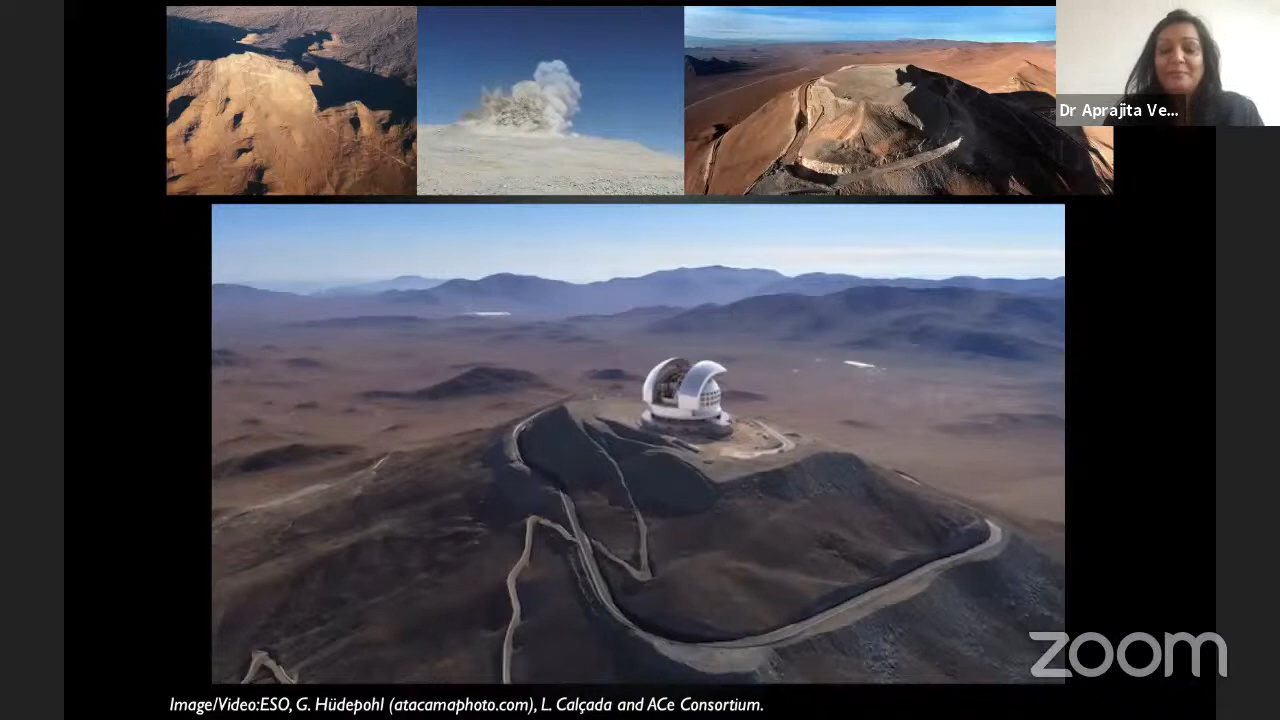 Dr Aprajita Ve...
zoom
Image/Video:ESO, G. Hüdepohl (atacamaphoto.com), L. Calçada and ACe Consortium.